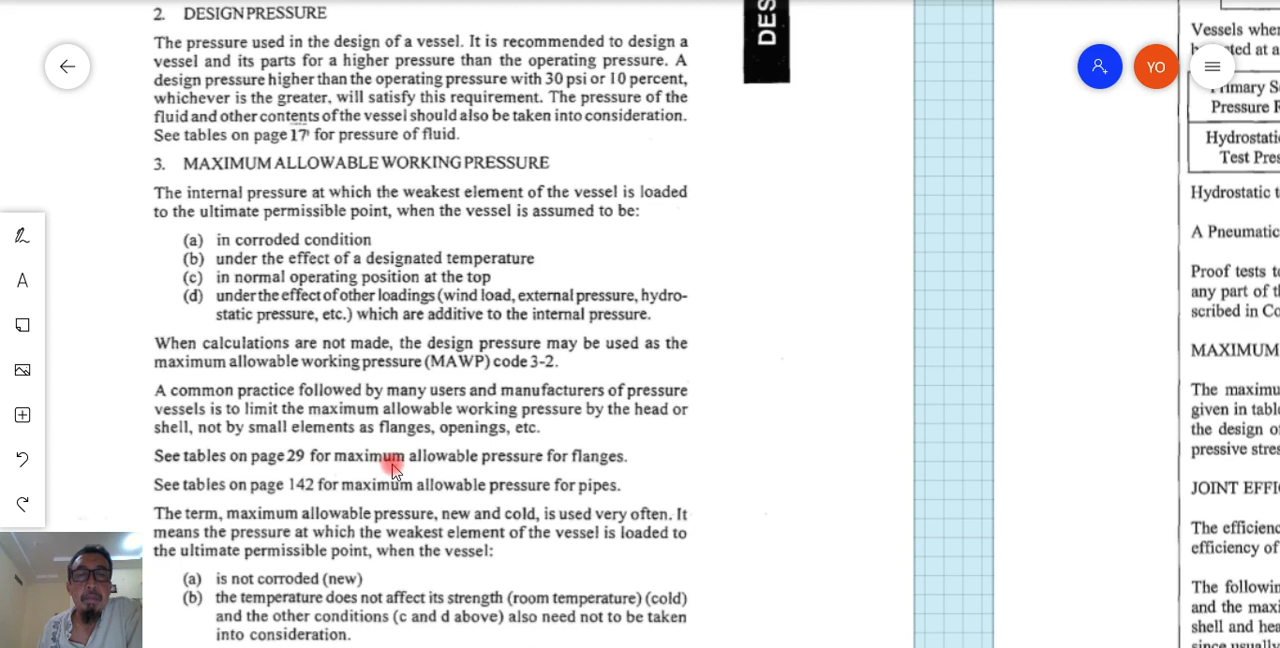 2. DESIGN PRESSURE
The pressure used in the design of a vessel. It is recommended to design a
vessel and its parts for a higher pressure than the operating pressure. A
design pressure higher than the operating pressure with 30 psi or 10 percent,
whichever is the greater, will satisfy this requirement. The pressure of the
fluid and other contents of the vessel should also be taken into consideration.
See tables on page 17 for pressure of fluid.
3. MAXIMUM ALLOWABLE WORKING PRESSURE
The internal pressure at which the weakest element of the vessel is loaded
to the ultimate permissible point, when the vessel is assumed to be:
(a) in corroded condition
(b) under the effect of a designated temperature
(c) in normal operating position at the top
(d) under the effect of other loadings (wind load, external pressure, hydro-
static pressure, etc.) which are additive to the internal pressure.
When calculations are not made, the design pressure may be used as the
maximum allowable working pressure (MAWP) code 3-2.
A common practice followed by many users and manufacturers of pressure
vessels is to limit the maximum allowable working pressure by the head or
shell, not by small elements as flanges, openings, etc.
See tables on page 29 for maximum allowable pressure for flanges.
See tables on page 142 for maximum allowable pressure for pipes.
The term, maximum allowable pressure, new and cold, is used very often. It
means the pressure at which the weakest element of the vessel is loaded to
the ultimate permissible point, when the vessel:
(a) is not corroded (new)
(b) the temperature does not affect its strength (room temperature) (cold)
and the other conditions (c and d above) also need not to be taken
into consideration.
DES
YO
A
Vessels
at a
Pressure
Hydrostatic t
A Pneumatic
Proof tests
any part of
scribed in
MAXIMUM
The
given in
the design
JOINT
The
efficiency of
The
and the
shell and
since usually